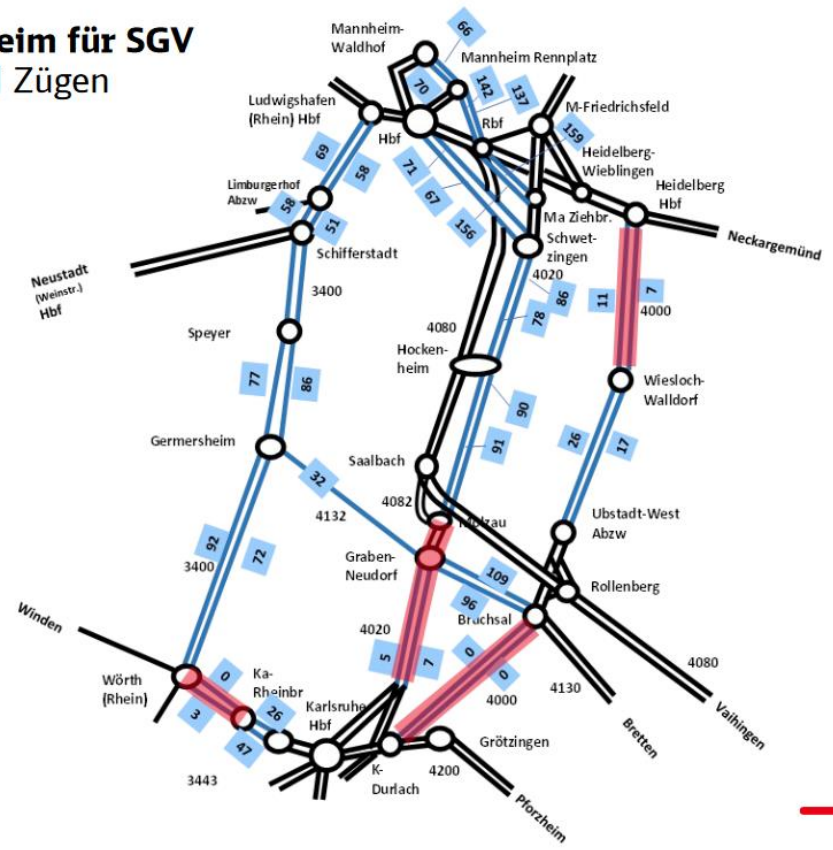 eim für SGV
Zügen
Mannheim-
Waldhof
66
Mannheim Rennplatz
70
142
137
Ludwigshafen
(Rhein) Hbf
M-Friedrichsfeld
Hbf
Rbf
159
69
58
Heidelberg-
Wieblingen
71
67
156
Limburgerhof
Abzw
Heidelberg
Hbf
58
51
Ma Ziehbr.
Schwet-
zingen
Neckargemünd
Schifferstadt
Neustadt
(Weinstr.)
Hbf
4020
86
78
3400
11
7
4000
Speyer
4080
Hocken-
heim
77
86
Wiesloch-
Walldorf
90
91
26
17
Germersheim
Saalbach
32
4082
4132
Molzau
Ubstadt-West
Abzw
92
72
3400
Graben-
Neudorf
109
96
Rollenberg
Bruchsal
Winden
4020
5
7
0
0
4000
4130
4080
Wörth
(Rhein)
0
3
Ka-
Rheinbr
26
47
Karlsruhe
Hbf
Vaihingen
Bretten
Grötzingen
3443
K-
Durlach
4200
Pforzheim